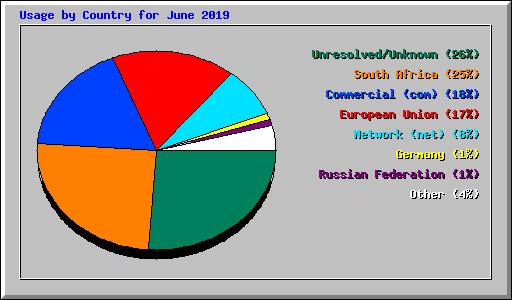 Usage by Country for June 2019
Unresolved/Unknown (26%)
South Africa (25%)
Commercial (com) (18%)
European Union (17%)
Network (net) (8%)
Germany (1%)
Russian Federation (1%)
Other (4%)